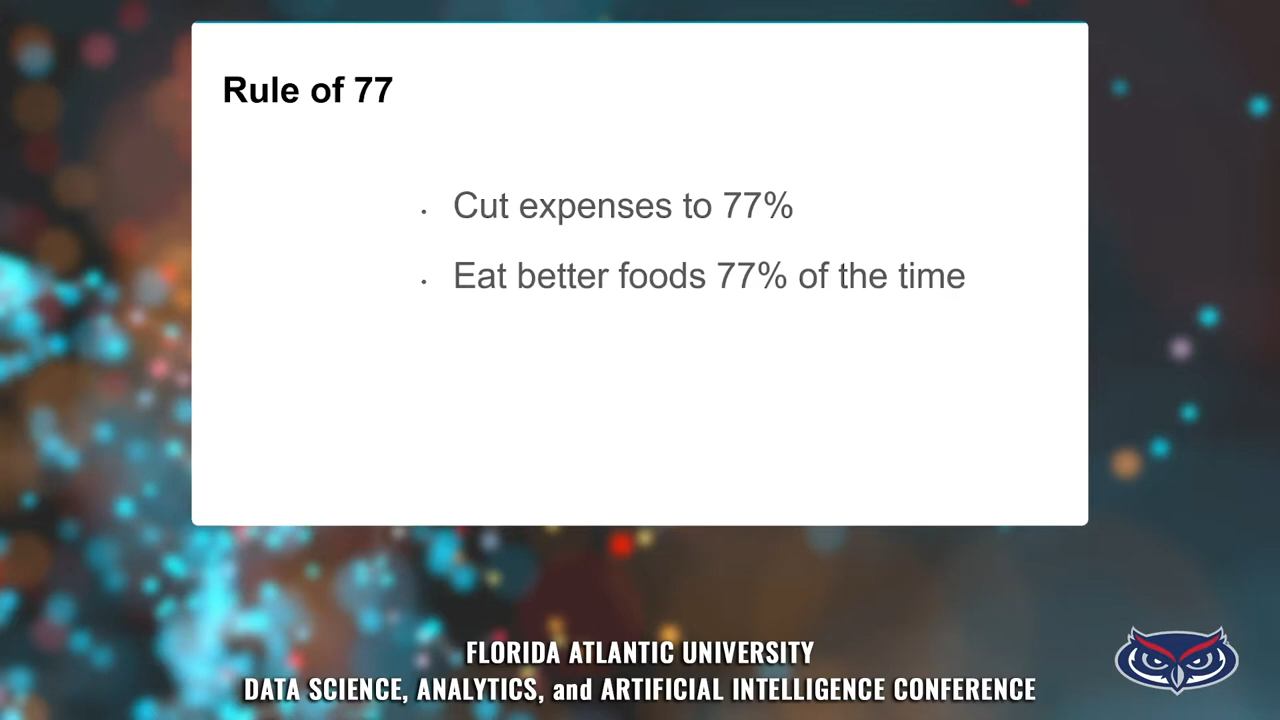 Rule of 77
· Cut expenses to 77%
· Eat better foods 77% of the time
FLORIDA ATLANTIC UNIVERSITY
DATA SCIENCE, ANALYTICS, and ARTIFICIAL INTELLIGENCE CONFERENCE